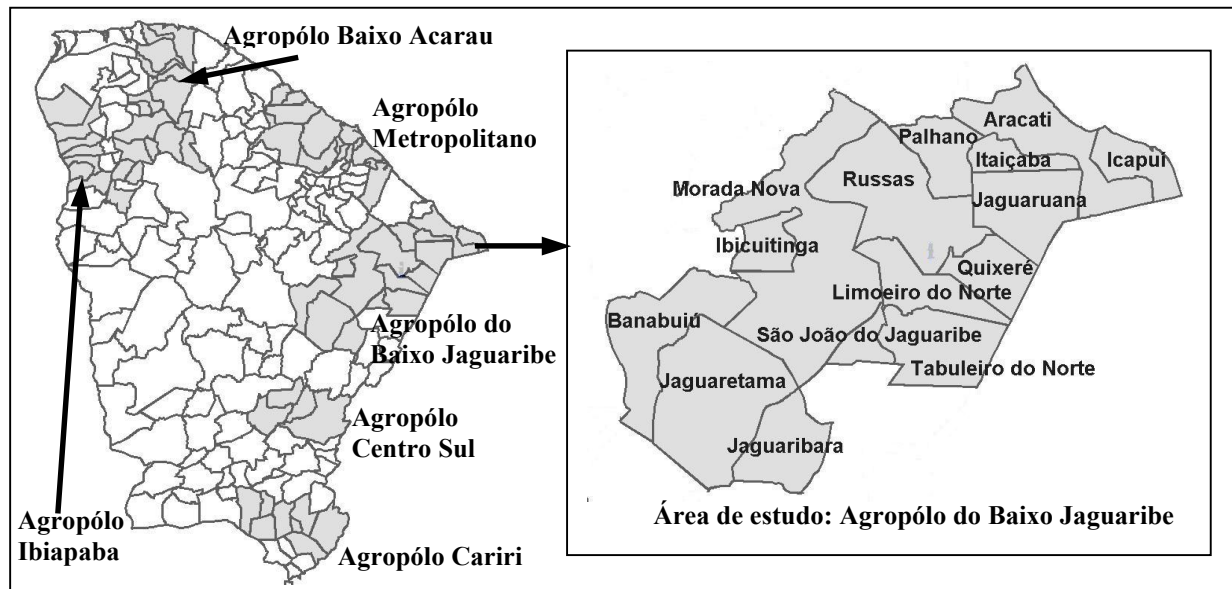 Agropólo Baixo Acarau
Agropólo
Metropolitano
Agropólo do
Baixo Jaguaribe
Agropólo
Centro Sul
Agropólo
Ibiapaba
Agropólo Cariri
Aracati
Palhano
Itaiçaba
Icapuí
Russas
Morada Nova
Jaguaruana
Ibicuitinga
Quixeré
Limoeiro do Norte
Banabuiú
São João do Jaguaribe
Tabuleiro do Norte
Jaguaretama
Jaguaribara
Área de estudo: Agropólo do Baixo Jaguaribe